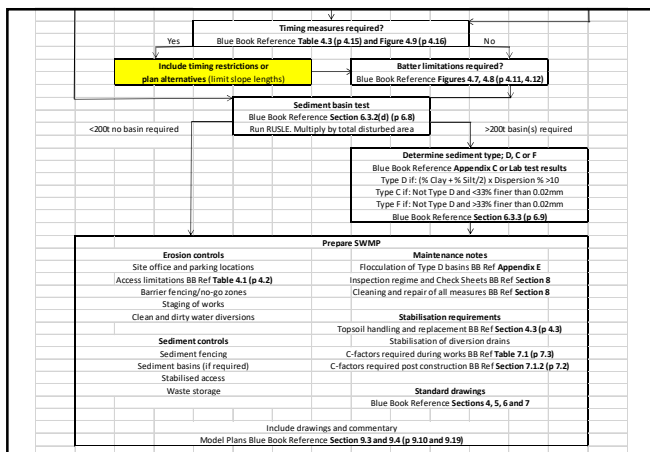 Timing measures required?
Blue Book Reference Table 4.3 (p 4.15) and Figure 4.9 (p 4.16)
Yes
No
Include timing restrictions or
plan alternatives (limit slope lengths)
Batter limitations required?
Blue Book Reference Figures 4.7, 4.8 (p 4.11, 4.12)
Sediment basin test
Blue Book Reference Section 6.3.2(d) (p 6.8)
Run RUSLE. Multiply by total disturbed area
<200t no basin required
>200t basin(s) required
Determine sediment type; D, C or F
Blue Book Reference Appendix C or Lab test results
Type D if: (% Clay + % Silt/2) x Dispersion % >10
Type C if: Not Type D and <33% finer than 0.02mm
Type F if: Not Type D and >33% finer than 0.02mm
Blue Book Reference Section 6.3.3 (p 6.9)
Prepare SWMP
Erosion controls
Site office and parking locations
Access limitations BB Ref Table 4.1 (p 4.2)
Barrier fencing/no-go zones
Staging of works
Clean and dirty water diversions
Sediment controls
Sediment fencing
Sediment basins (if required)
Stabilised access
Waste storage
Maintenance notes
Flocculation of Type D basins BB Ref Appendix E
Inspection regime and Check Sheets BB Ref Section 8
Cleaning and repair of all measures BB Ref Section 8
Stabilisation requirements
Topsoil handling and replacement BB Ref Section 4.3 (p 4.3)
Stabilisation of diversion drains
C-factors required during works BB Ref Table 7.1 (p 7.3)
C-factors required post construction BB Ref Section 7.1.2 (p 7.2)
Standard drawings
Blue Book Reference Sections 4, 5, 6 and 7
Include drawings and commentary
Model Plans Blue Book Reference Section 9.3 and 9.4 (p 9.10 and 9.19)